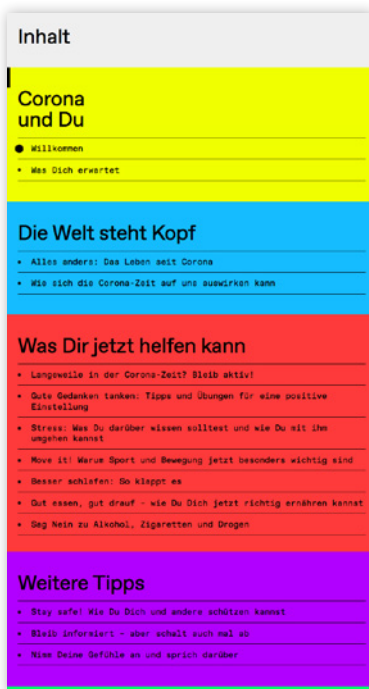 Inhalt
Corona
und Du
Willkommen
Was Dich erwartet
Die Welt steht Kopf
Alles anders: Das Leben seit Corona
Wie sich die Corona-Zeit auf uns auswirken kann
Was Dir jetzt helfen kann
Langeweile in der Corona-Zeit? Bleib aktiv!
Gute Gedanken tanken: Tipps und Übungen für eine positive
Einstellung
Stress: Was Du darüber wissen solltest und wie Du mit ihm
umgehen kannst
Move it! Warum Sport und Bewegung jetzt besonders wichtig sind
Besser schlafen: So klappt es
Gut essen, gut drauf - wie Du Dich jetzt richtig ernähren kannst
Sag Nein zu Alkohol, Zigaretten und Drogen
Weitere Tipps
Stay safe! Wie Du Dich und andere schützen kannst
Bleib informiert - aber schalt auch mal ab
Nimm Deine Gefühle an und sprich darüber